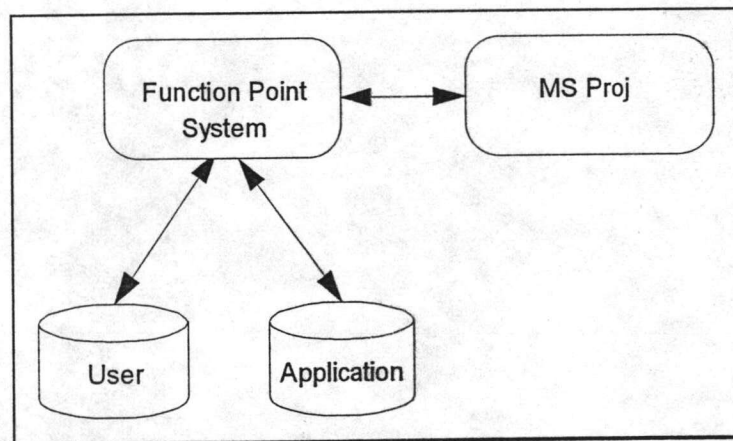 Function Point
System
MS Proj
User
Application